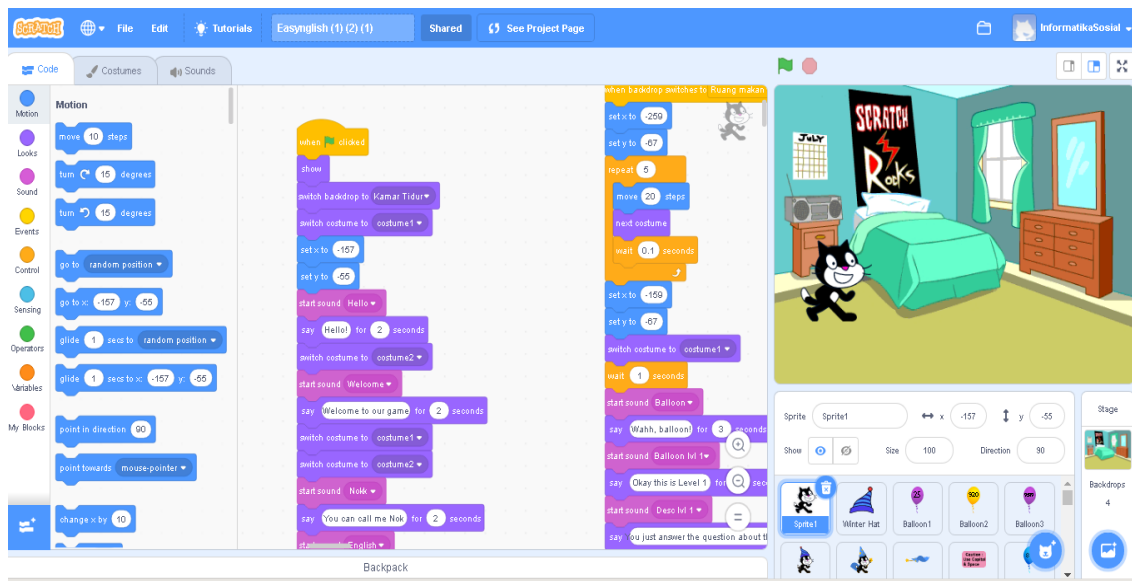 SCRATCH
File Edit Tutorials Easynglish (1) (2) (1) Shared See Project Page InformatikaSosial
Code Costumes Sounds
Motion
Looks
Sound
Events
Control
Sensing
Operators
Variables
My Blocks
Motion
move 10 steps
turn 15 degrees
turn 15 degrees
go to random position
go to x: -157 y: -55
glide 1 secs to random position
glide 1 secs to x: -157 y: -55
point in direction 90
point towards mouse-pointer
change x by 10
when clicked
show
switch backdrop to Kamar Tidur
switch costume to costume1
set x to -157
set y to -55
start sound Hello
say Hello! for 2 seconds
switch costume to costume2
start sound Welcome
say Welcome to our game for 2 seconds
switch costume to costume1
switch costume to costume2
start sound Nokk
say You can call me Nok for 2 seconds
English
when backdrop switches to Ruang makan
set x to -259
set y to -67
repeat 5
move 20 steps
next costume
wait 0.1 seconds
set x to -159
set y to -67
switch costume to costume1
wait 1 seconds
start sound Balloon
say Wahh, balloon! for 3 seconds
start sound Balloon lvl 1
say Okay this is Level 1 for
start sound Desc lvl 1
say you just answer the question about
Backpack
JULY
SCRATCH
Rocks
Sprite Sprite1 x -157 y -55
Show Size 100 Direction 90
Sprite1
Winter Hat
Balloon1
Balloon2
Balloon3
25
920
Stage
Backdrops
4